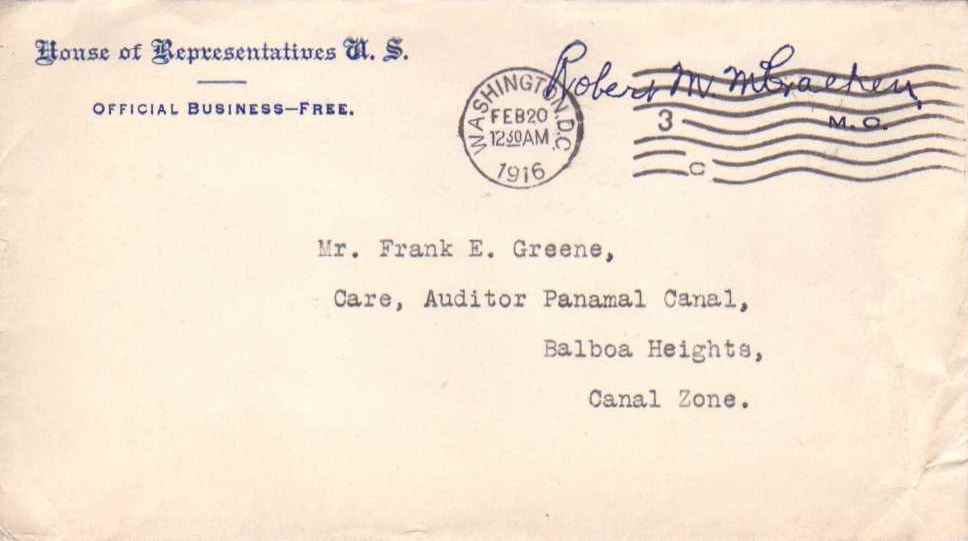 House of Representatives U. S.
OFFICIAL BUSINESS—FREE.
Robert M. McCracken,
M. C.
WASHINGTON, D.C.
FEB 20
12 30 AM
1916
3
C
Mr. Frank E. Greene,
Care, Auditor Panamal Canal,
Balboa Heights,
Canal Zone.